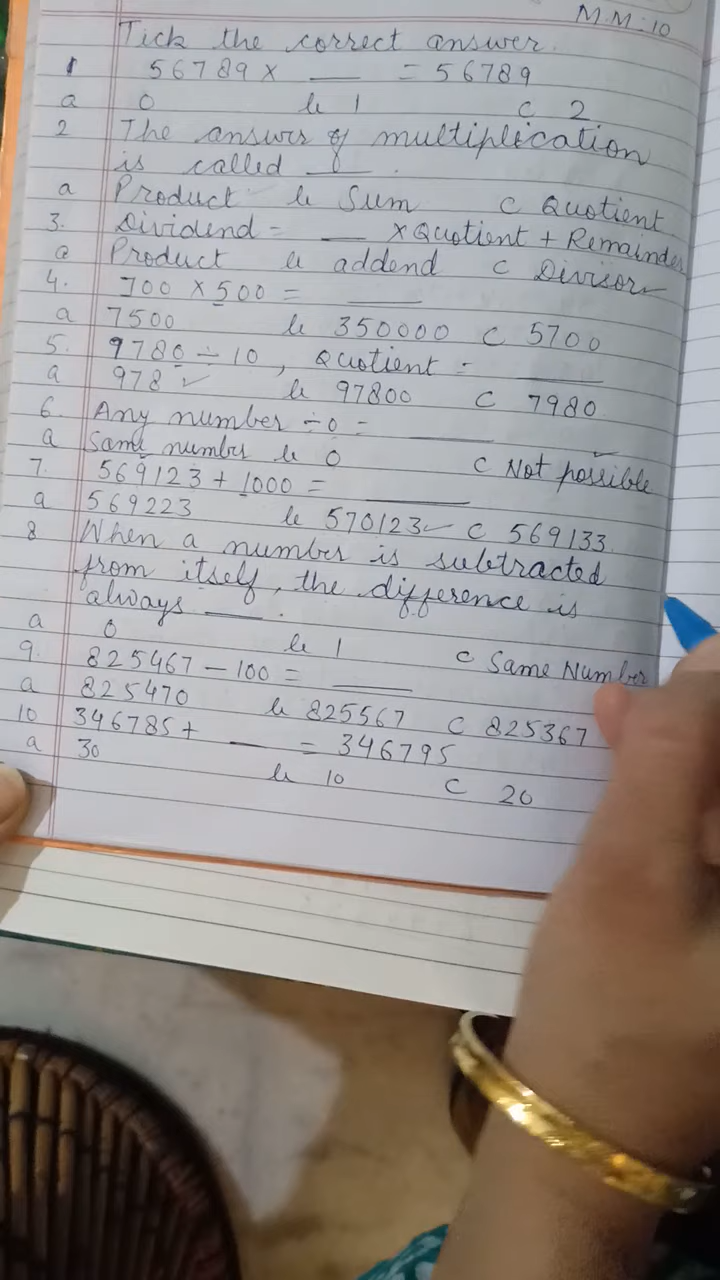 M.M:10
Tick the correct answer.
1 56789 × ___ = 56789
a 0 b 1 c 2
2 The answer of multiplication
is called ___.
a Product b Sum c Quotient
3. Dividend = ___ × Quotient + Remainder
a Product b addend c Divisor ✓
4. 700 × 500 = ___
a 7500 b 350000 c 5700
5. 9780 ÷ 10, Quotient = ___
a 978 ✓ b 97800 c 7980
6. Any number ÷ 0 = ___
a Same number b 0 c Not possible ✓
7. 569123 + 1000 = ___
a 569223 b 570123 ✓ c 569133
8 When a number is subtracted
from itself, the difference is
always ___.
a 0 b 1 c Same Number
9. 825467 – 100 = ___
a 825470 b 825567 c 825367
10 346785 + ___ = 346795
a 30 b 10 c 20